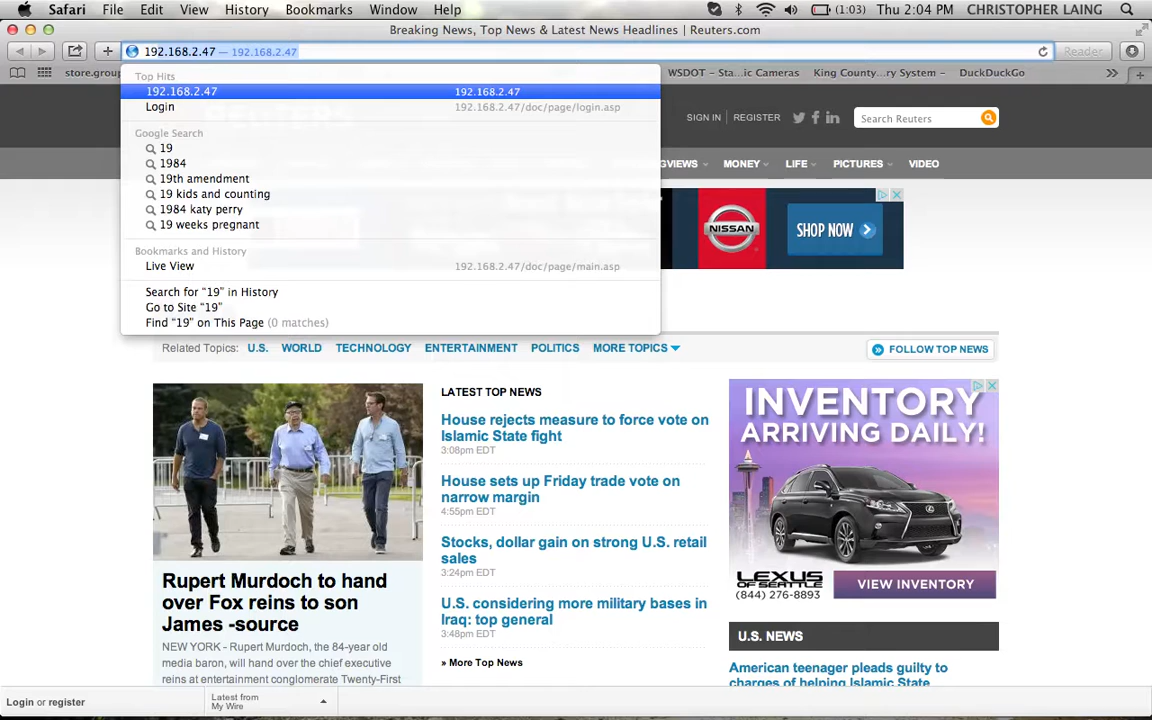 Safari File Edit View History Bookmarks Window Help (1:03) Thu 2:04 PM CHRISTOPHER LAING
Breaking News, Top News & Latest News Headlines | Reuters.com
192.168.2.47 — 192.168.2.47 Reader
store.group WSDOT – Sta...ic Cameras King County...ry System – DuckDuckGo
Top Hits
192.168.2.47 192.168.2.47
Login 192.168.2.47/doc/page/login.asp
Google Search
19
1984
19th amendment
19 kids and counting
1984 katy perry
19 weeks pregnant
Bookmarks and History
Live View 192.168.2.47/doc/page/main.asp
Search for “19” in History
Go to Site “19”
Find “19” on This Page (0 matches)
SIGN IN REGISTER Search Reuters
GVIEWS MONEY LIFE PICTURES VIDEO
NISSAN SHOP NOW
Related Topics: U.S. WORLD TECHNOLOGY ENTERTAINMENT POLITICS MORE TOPICS FOLLOW TOP NEWS
Rupert Murdoch to hand
over Fox reins to son
James -source
NEW YORK - Rupert Murdoch, the 84-year old
media baron, will hand over the chief executive
reins at entertainment conglomerate Twenty-First
LATEST TOP NEWS
House rejects measure to force vote on
Islamic State fight
3:08pm EDT
House sets up Friday trade vote on
narrow margin
4:55pm EDT
Stocks, dollar gain on strong U.S. retail
sales
3:24pm EDT
U.S. considering more military bases in
Iraq: top general
3:48pm EDT
» More Top News
INVENTORY
ARRIVING DAILY!
LEXUS
OF SEATTLE
(844) 276-8893
VIEW INVENTORY
U.S. NEWS
American teenager pleads guilty to
charges of helping Islamic State
Login or register
Latest from
My Wire